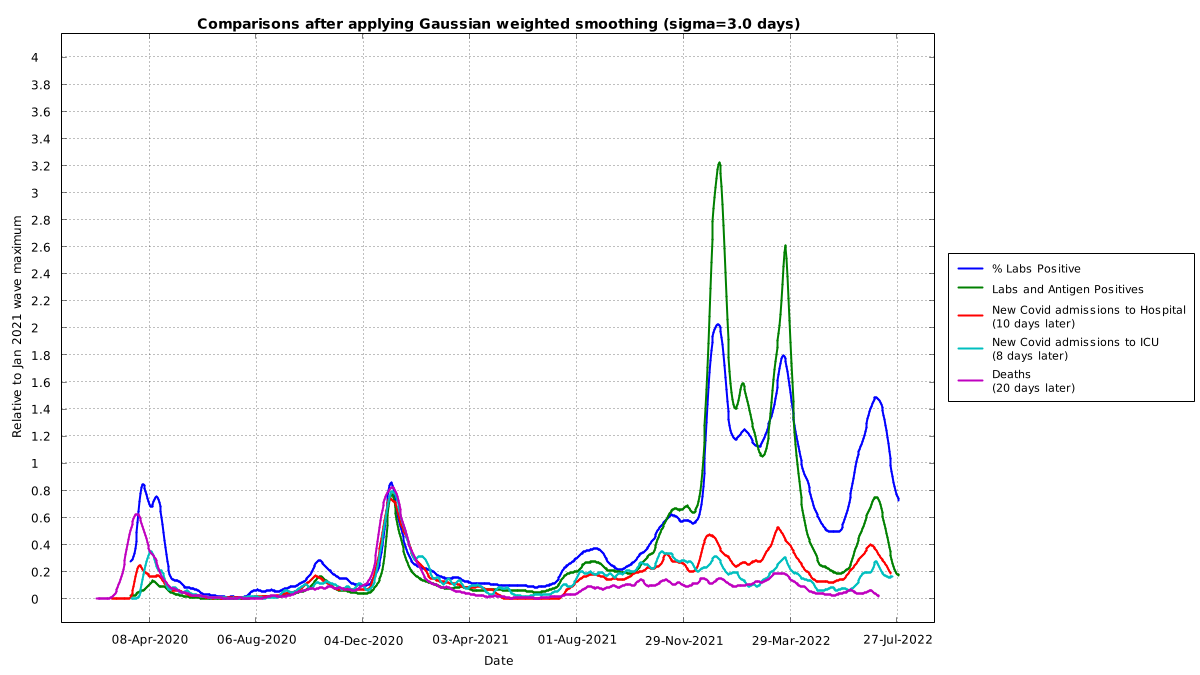 Comparisons after applying Gaussian weighted smoothing (sigma=3.0 days)
Relative to Jan 2021 wave maximum
4
3.8
3.6
3.4
3.2
3
2.8
2.6
2.4
2.2
2
1.8
1.6
1.4
1.2
1
0.8
0.6
0.4
0.2
0
08-Apr-2020
06-Aug-2020
04-Dec-2020
03-Apr-2021
01-Aug-2021
29-Nov-2021
29-Mar-2022
27-Jul-2022
Date
% Labs Positive
Labs and Antigen Positives
New Covid admissions to Hospital
(10 days later)
New Covid admissions to ICU
(8 days later)
Deaths
(20 days later)